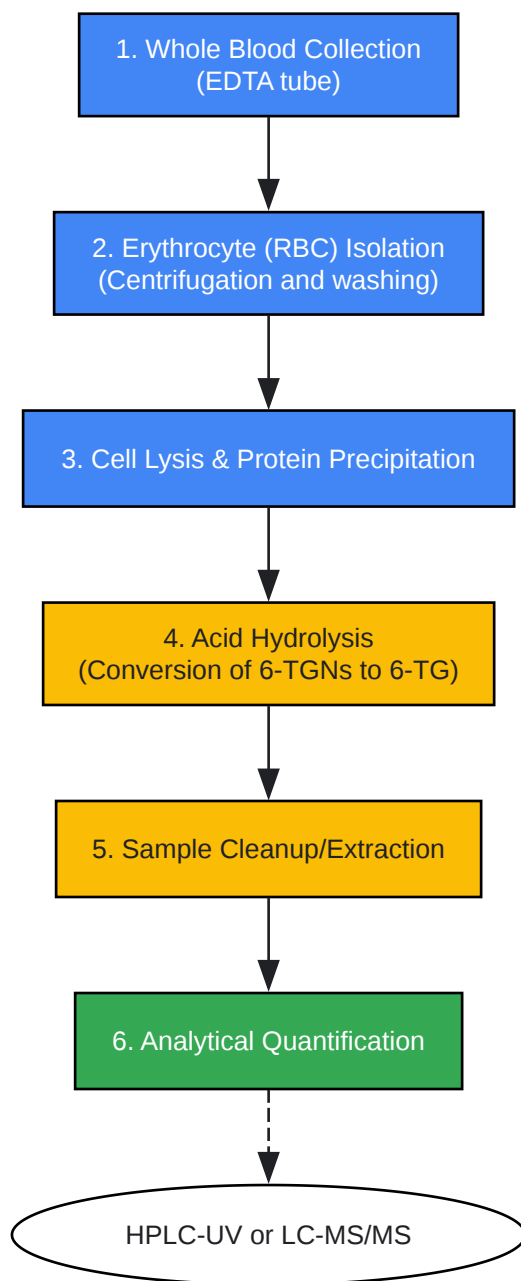 1. Whole Blood Collection
(EDTA tube)
2. Erythrocyte (RBC) Isolation
(Centrifugation and washing)
3. Cell Lysis & Protein Precipitation
4. Acid Hydrolysis
(Conversion of 6-TGNs to 6-TG)
5. Sample Cleanup/Extraction
6. Analytical Quantification
HPLC-UV or LC-MS/MS